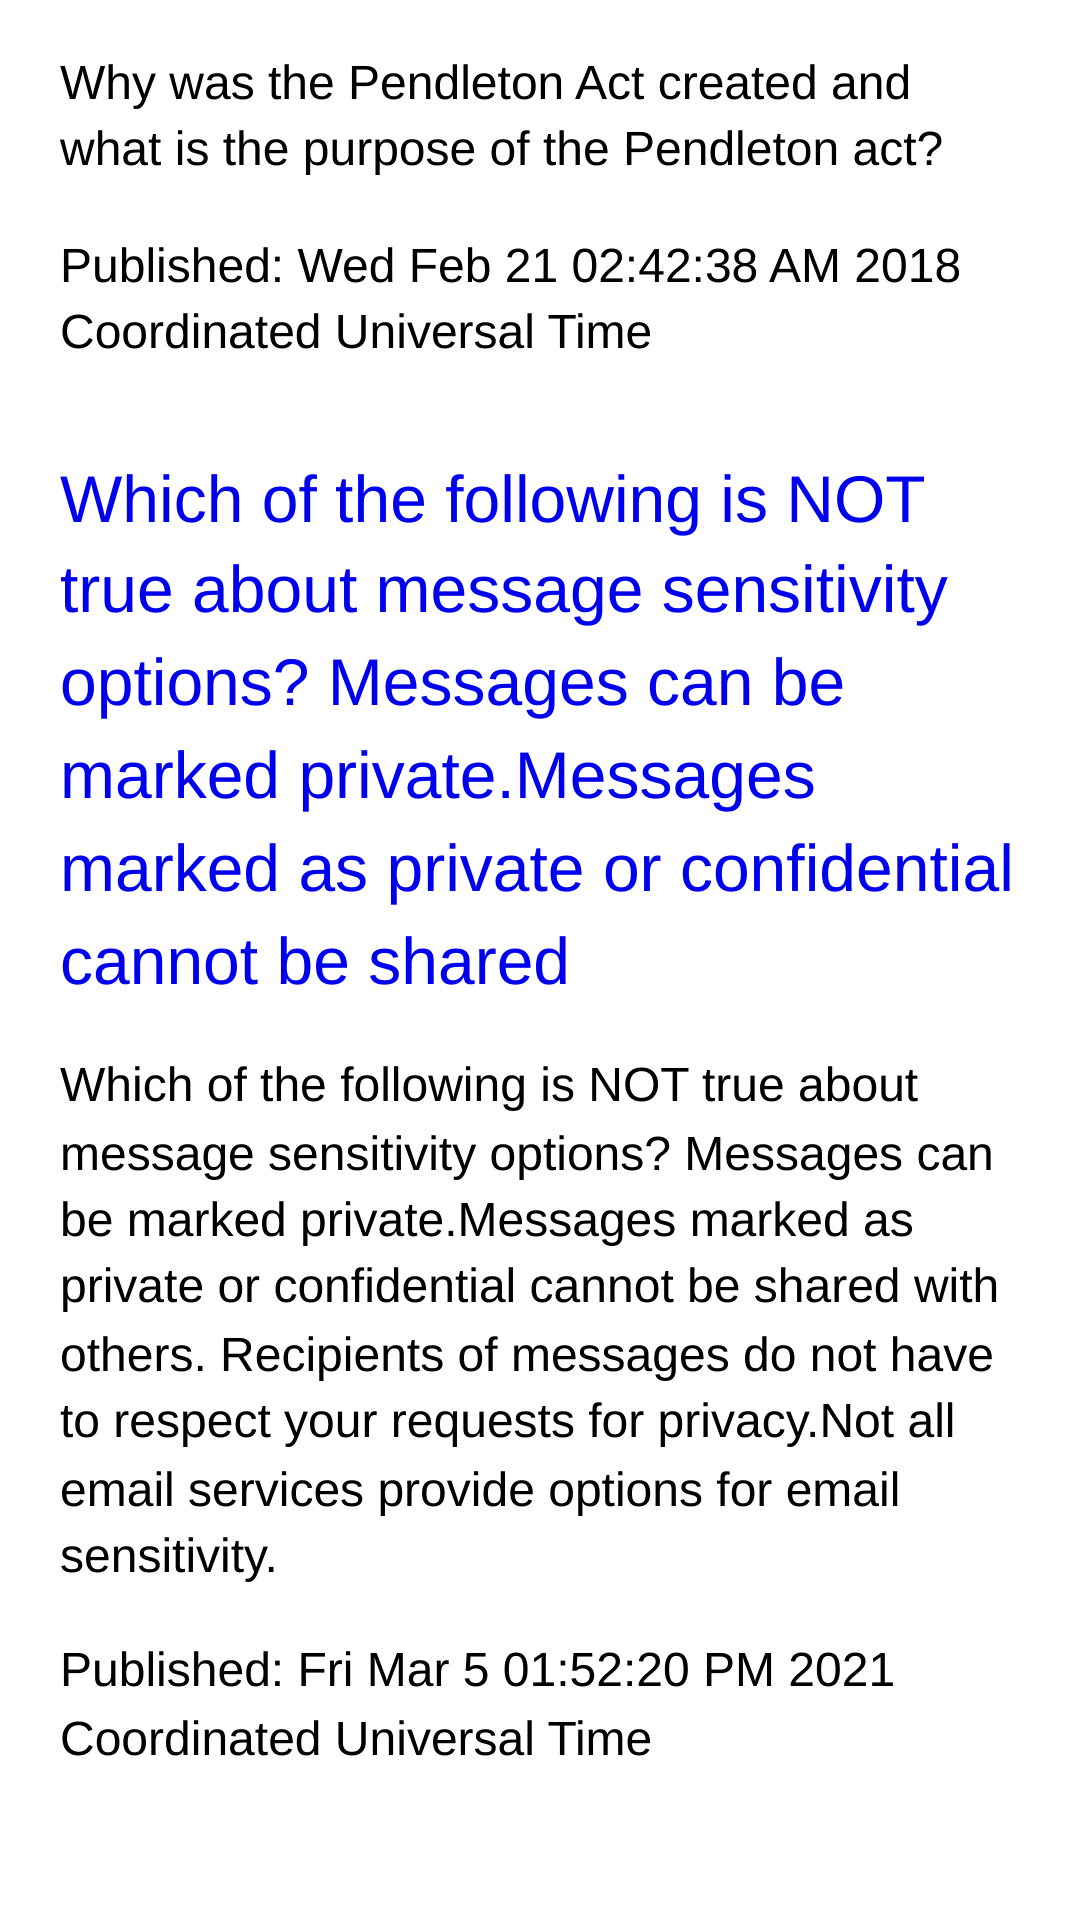 Why was the Pendleton Act created and
what is the purpose of the Pendleton act?
Published: Wed Feb 21 02:42:38 AM 2018
Coordinated Universal Time
Which of the following is NOT
true about message sensitivity
options? Messages can be
marked private.Messages
marked as private or confidential
cannot be shared
Which of the following is NOT true about
message sensitivity options? Messages can
be marked private.Messages marked as
private or confidential cannot be shared with
others. Recipients of messages do not have
to respect your requests for privacy.Not all
email services provide options for email
sensitivity.
Published: Fri Mar 5 01:52:20 PM 2021
Coordinated Universal Time